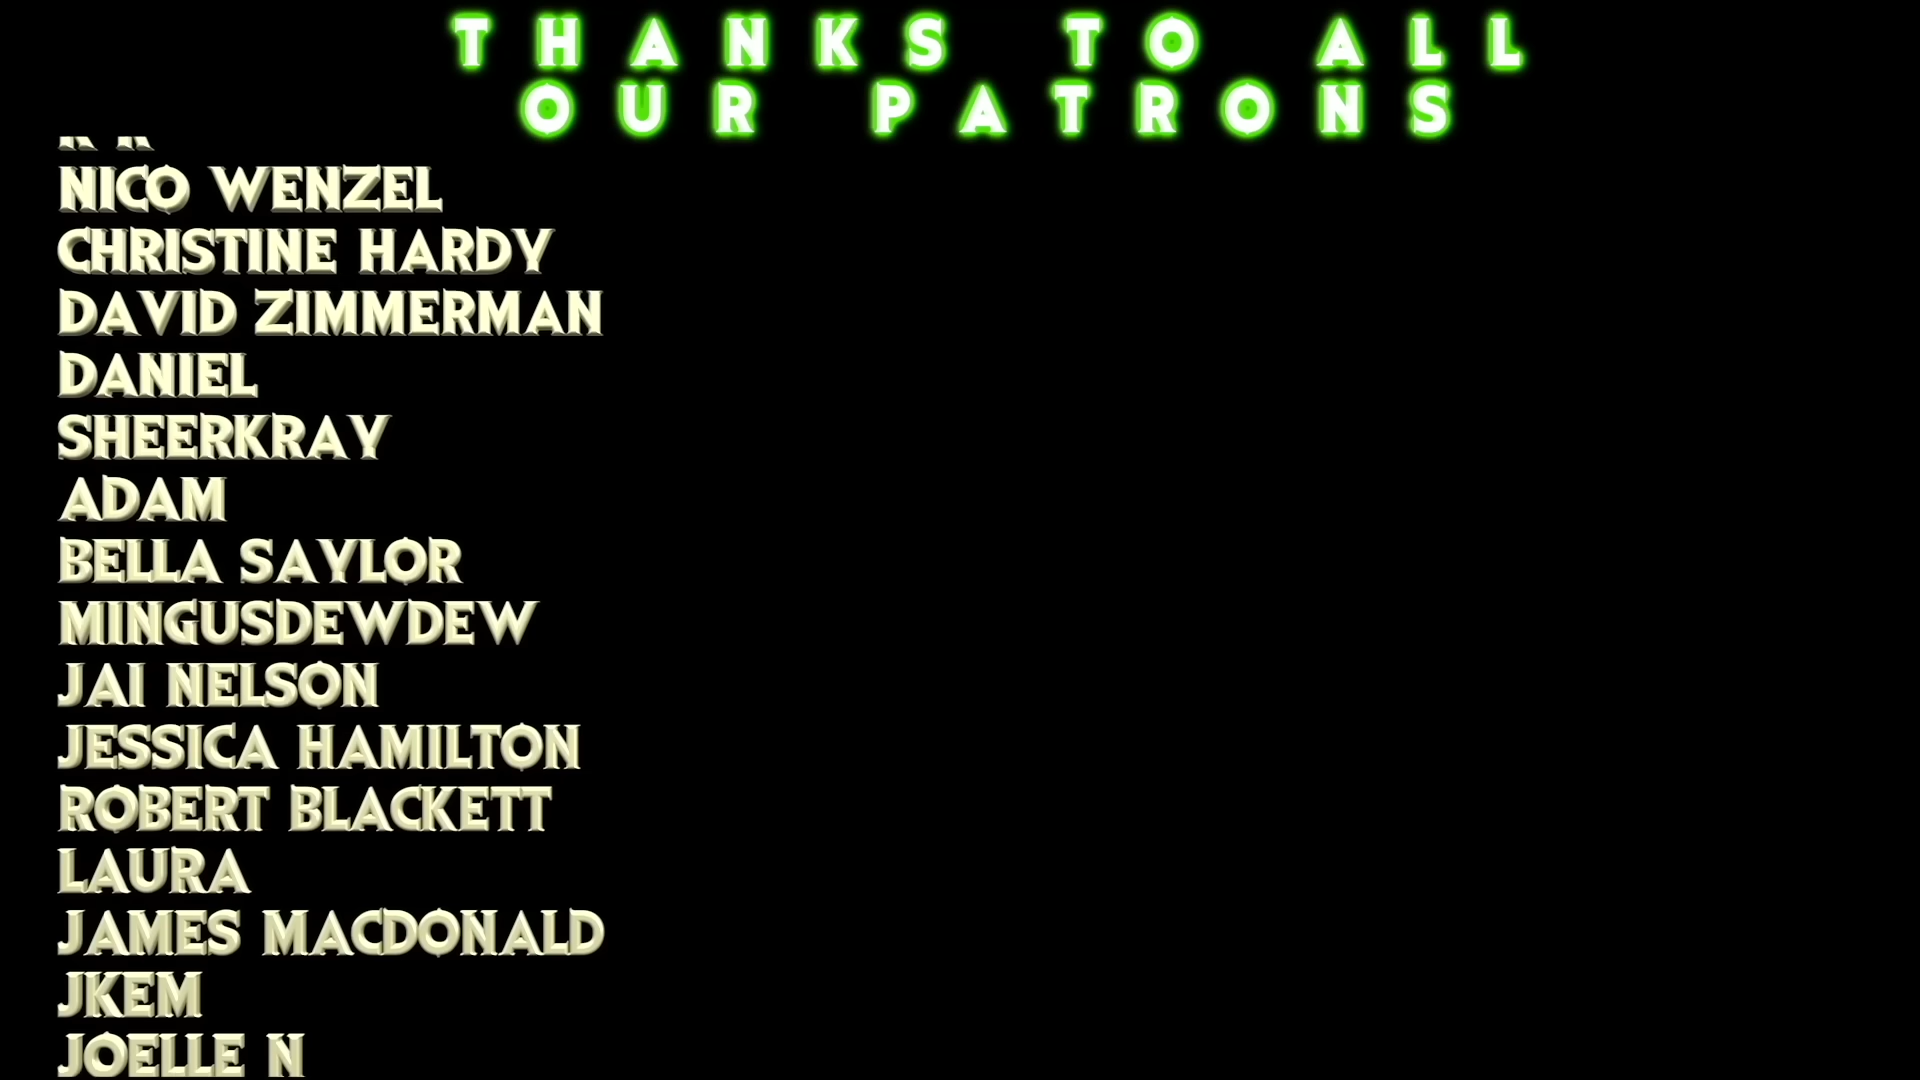 THANKS TO ALL
OUR PATRONS
NICO WENZEL
CHRISTINE HARDY
DAVID ZIMMERMAN
DANIEL
SHEERKRAY
ADAM
BELLA SAYLOR
MINGUSDEWDEW
JAI NELSON
JESSICA HAMILTON
ROBERT BLACKETT
LAURA
JAMES MACDONALD
JKEM
JOELLE N